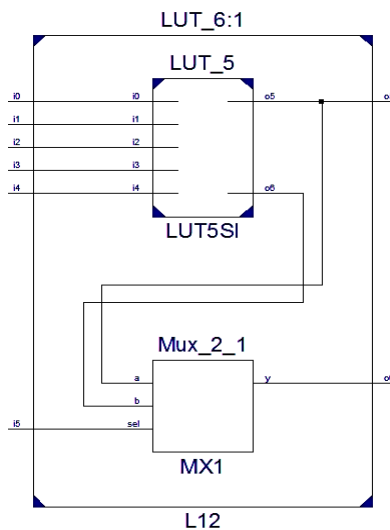 LUT_6:1
LUT_5
i0 i0 o5 o
i1 i1
i2 i2
i3 i3
i4 i4 o6
LUT5SI
Mux_2_1
a y
b
i5 sel
MX1
L12